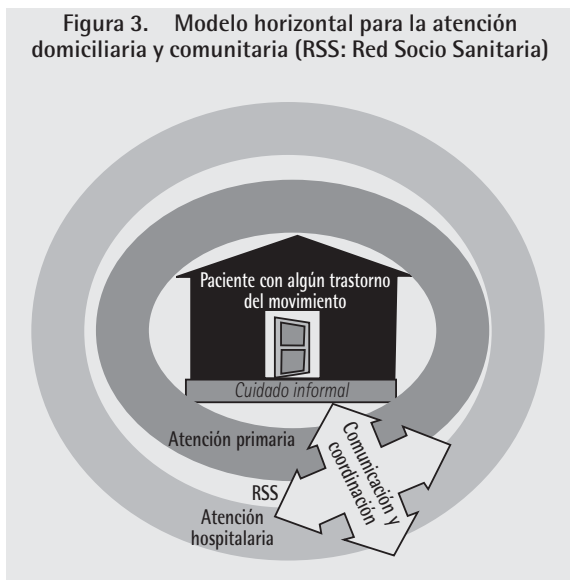 Figura 3. Modelo horizontal para la atención
domiciliaria y comunitaria (RSS: Red Socio Sanitaria)
Paciente con algún trastorno
del movimiento
Cuidado informal
Atención primaria
Comunicación y
coordinación
RSS
Atención
hospitalaria